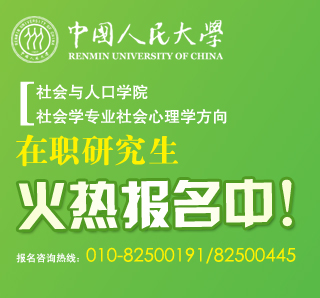 中國人民大學
RENMIN UNIVERSITY OF CHINA
社会与人口学院
社会学专业社会心理学方向
在职研究生
火热报名中!
报名咨询热线: 010-82500191/82500445